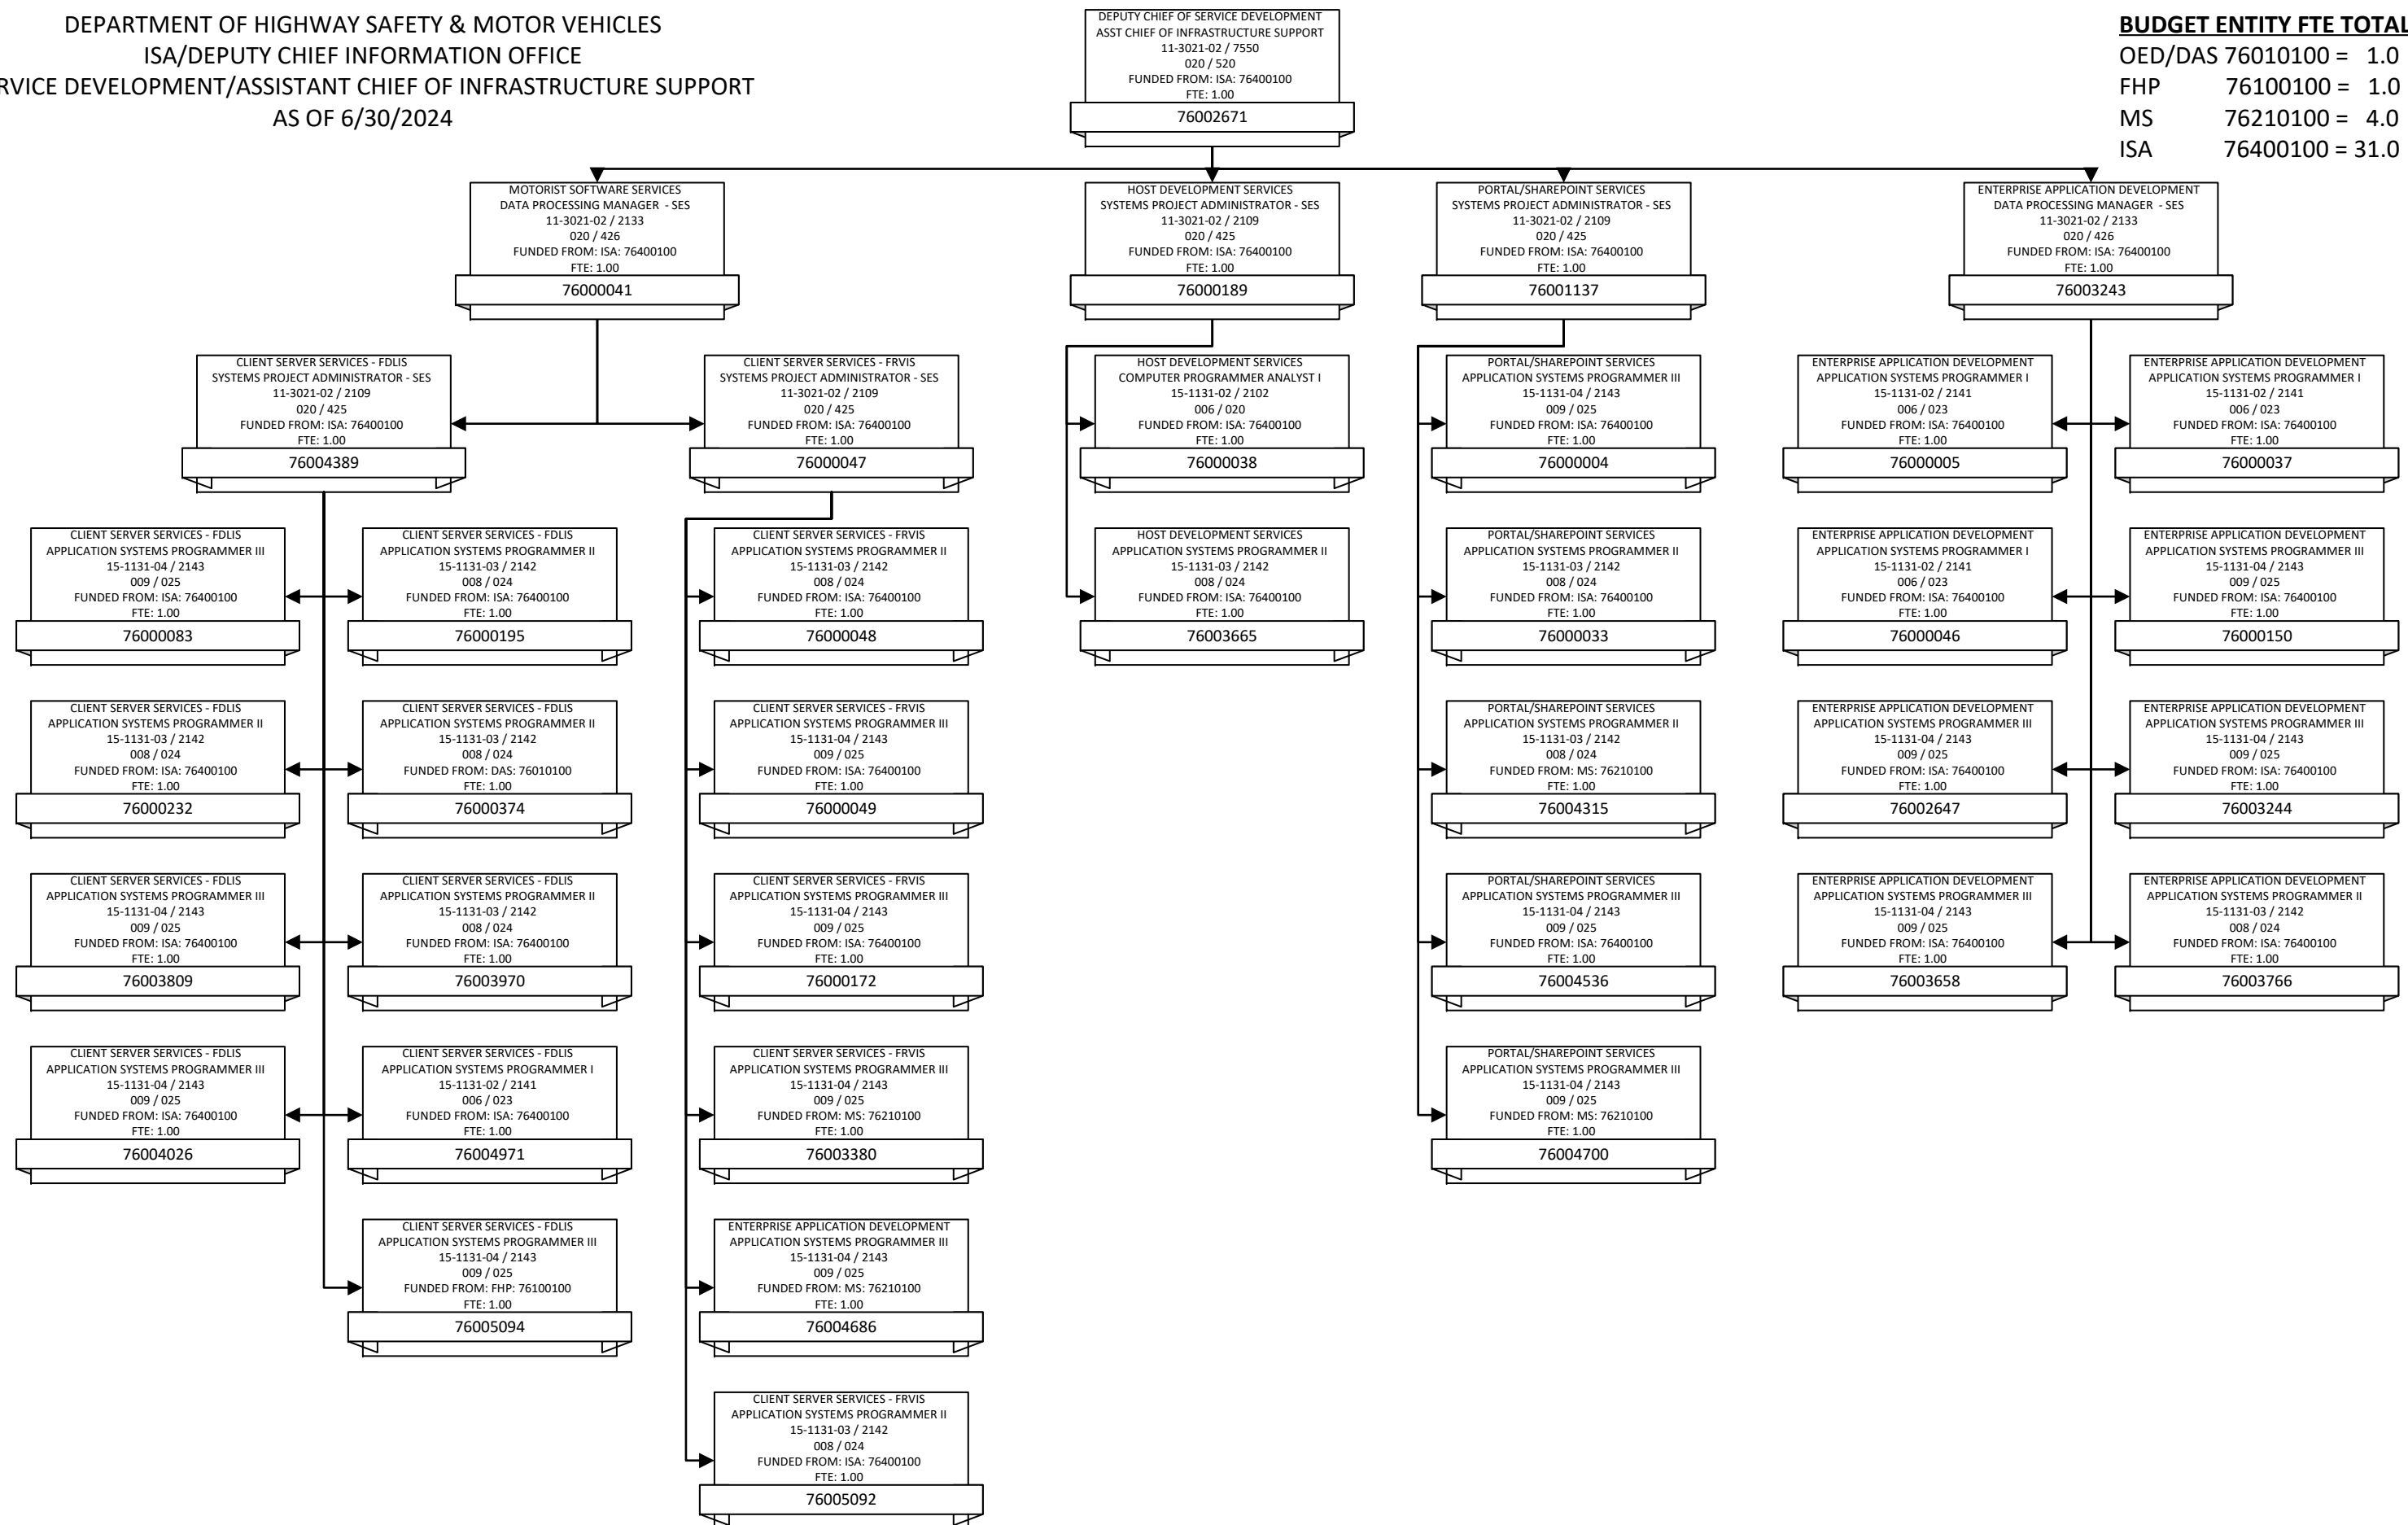 DEPARTMENT OF HIGHWAY SAFETY & MOTOR VEHICLES
ISA/DEPUTY CHIEF INFORMATION OFFICE
RVICE DEVELOPMENT/ASSISTANT CHIEF OF INFRASTRUCTURE SUPPORT
AS OF 6/30/2024
DEPUTY CHIEF OF SERVICE DEVELOPMENT
ASST CHIEF OF INFRASTRUCTURE SUPPORT
11-3021-02 / 7550
020 / 520
FUNDED FROM: ISA: 76400100
FTE: 1.00
76002671
BUDGET ENTITY FTE TOTAL
OED/DAS 76010100 = 1.0
FHP 76100100 = 1.0
MS 76210100 = 4.0
ISA 76400100 = 31.0
MOTORIST SOFTWARE SERVICES
DATA PROCESSING MANAGER - SES
11-3021-02 / 2133
020 / 426
FUNDED FROM: ISA: 76400100
FTE: 1.00
76000041
HOST DEVELOPMENT SERVICES
SYSTEMS PROJECT ADMINISTRATOR - SES
11-3021-02 / 2109
020 / 425
FUNDED FROM: ISA: 76400100
FTE: 1.00
76000189
PORTAL/SHAREPOINT SERVICES
SYSTEMS PROJECT ADMINISTRATOR - SES
11-3021-02 / 2109
020 / 425
FUNDED FROM: ISA: 76400100
FTE: 1.00
76001137
ENTERPRISE APPLICATION DEVELOPMENT
DATA PROCESSING MANAGER - SES
11-3021-02 / 2133
020 / 426
FUNDED FROM: ISA: 76400100
FTE: 1.00
76003243
CLIENT SERVER SERVICES - FDLIS
SYSTEMS PROJECT ADMINISTRATOR - SES
11-3021-02 / 2109
020 / 425
FUNDED FROM: ISA: 76400100
FTE: 1.00
76004389
CLIENT SERVER SERVICES - FRVIS
SYSTEMS PROJECT ADMINISTRATOR - SES
11-3021-02 / 2109
020 / 425
FUNDED FROM: ISA: 76400100
FTE: 1.00
76000047
HOST DEVELOPMENT SERVICES
COMPUTER PROGRAMMER ANALYST I
15-1131-02 / 2102
006 / 020
FUNDED FROM: ISA: 76400100
FTE: 1.00
76000038
PORTAL/SHAREPOINT SERVICES
APPLICATION SYSTEMS PROGRAMMER III
15-1131-04 / 2143
009 / 025
FUNDED FROM: ISA: 76400100
FTE: 1.00
76000004
ENTERPRISE APPLICATION DEVELOPMENT
APPLICATION SYSTEMS PROGRAMMER I
15-1131-02 / 2141
006 / 023
FUNDED FROM: ISA: 76400100
FTE: 1.00
76000005
ENTERPRISE APPLICATION DEVELOPMENT
APPLICATION SYSTEMS PROGRAMMER I
15-1131-02 / 2141
006 / 023
FUNDED FROM: ISA: 76400100
FTE: 1.00
76000037
CLIENT SERVER SERVICES - FDLIS
APPLICATION SYSTEMS PROGRAMMER III
15-1131-04 / 2143
009 / 025
FUNDED FROM: ISA: 76400100
FTE: 1.00
76000083
CLIENT SERVER SERVICES - FDLIS
APPLICATION SYSTEMS PROGRAMMER II
15-1131-03 / 2142
008 / 024
FUNDED FROM: ISA: 76400100
FTE: 1.00
76000195
CLIENT SERVER SERVICES - FRVIS
APPLICATION SYSTEMS PROGRAMMER II
15-1131-03 / 2142
008 / 024
FUNDED FROM: ISA: 76400100
FTE: 1.00
76000048
HOST DEVELOPMENT SERVICES
APPLICATION SYSTEMS PROGRAMMER II
15-1131-03 / 2142
008 / 024
FUNDED FROM: ISA: 76400100
FTE: 1.00
76003665
PORTAL/SHAREPOINT SERVICES
APPLICATION SYSTEMS PROGRAMMER II
15-1131-03 / 2142
008 / 024
FUNDED FROM: ISA: 76400100
FTE: 1.00
76000033
ENTERPRISE APPLICATION DEVELOPMENT
APPLICATION SYSTEMS PROGRAMMER I
15-1131-02 / 2141
006 / 023
FUNDED FROM: ISA: 76400100
FTE: 1.00
76000046
ENTERPRISE APPLICATION DEVELOPMENT
APPLICATION SYSTEMS PROGRAMMER III
15-1131-04 / 2143
009 / 025
FUNDED FROM: ISA: 76400100
FTE: 1.00
76000150
CLIENT SERVER SERVICES - FDLIS
APPLICATION SYSTEMS PROGRAMMER II
15-1131-03 / 2142
008 / 024
FUNDED FROM: ISA: 76400100
FTE: 1.00
76000232
CLIENT SERVER SERVICES - FDLIS
APPLICATION SYSTEMS PROGRAMMER II
15-1131-03 / 2142
008 / 024
FUNDED FROM: DAS: 76010100
FTE: 1.00
76000374
CLIENT SERVER SERVICES - FRVIS
APPLICATION SYSTEMS PROGRAMMER III
15-1131-04 / 2143
009 / 025
FUNDED FROM: ISA: 76400100
FTE: 1.00
76000049
PORTAL/SHAREPOINT SERVICES
APPLICATION SYSTEMS PROGRAMMER II
15-1131-03 / 2142
008 / 024
FUNDED FROM: MS: 76210100
FTE: 1.00
76004315
ENTERPRISE APPLICATION DEVELOPMENT
APPLICATION SYSTEMS PROGRAMMER III
15-1131-04 / 2143
009 / 025
FUNDED FROM: ISA: 76400100
FTE: 1.00
76002647
ENTERPRISE APPLICATION DEVELOPMENT
APPLICATION SYSTEMS PROGRAMMER III
15-1131-04 / 2143
009 / 025
FUNDED FROM: ISA: 76400100
FTE: 1.00
76003244
CLIENT SERVER SERVICES - FDLIS
APPLICATION SYSTEMS PROGRAMMER III
15-1131-04 / 2143
009 / 025
FUNDED FROM: ISA: 76400100
FTE: 1.00
76003809
CLIENT SERVER SERVICES - FDLIS
APPLICATION SYSTEMS PROGRAMMER II
15-1131-03 / 2142
008 / 024
FUNDED FROM: ISA: 76400100
FTE: 1.00
76003970
CLIENT SERVER SERVICES - FRVIS
APPLICATION SYSTEMS PROGRAMMER III
15-1131-04 / 2143
009 / 025
FUNDED FROM: ISA: 76400100
FTE: 1.00
76000172
PORTAL/SHAREPOINT SERVICES
APPLICATION SYSTEMS PROGRAMMER III
15-1131-04 / 2143
009 / 025
FUNDED FROM: ISA: 76400100
FTE: 1.00
76004536
ENTERPRISE APPLICATION DEVELOPMENT
APPLICATION SYSTEMS PROGRAMMER III
15-1131-04 / 2143
009 / 025
FUNDED FROM: ISA: 76400100
FTE: 1.00
76003658
ENTERPRISE APPLICATION DEVELOPMENT
APPLICATION SYSTEMS PROGRAMMER II
15-1131-03 / 2142
008 / 024
FUNDED FROM: ISA: 76400100
FTE: 1.00
76003766
CLIENT SERVER SERVICES - FDLIS
APPLICATION SYSTEMS PROGRAMMER III
15-1131-04 / 2143
009 / 025
FUNDED FROM: ISA: 76400100
FTE: 1.00
76004026
CLIENT SERVER SERVICES - FDLIS
APPLICATION SYSTEMS PROGRAMMER I
15-1131-02 / 2141
006 / 023
FUNDED FROM: ISA: 76400100
FTE: 1.00
76004971
CLIENT SERVER SERVICES - FRVIS
APPLICATION SYSTEMS PROGRAMMER III
15-1131-04 / 2143
009 / 025
FUNDED FROM: MS: 76210100
FTE: 1.00
76003380
PORTAL/SHAREPOINT SERVICES
APPLICATION SYSTEMS PROGRAMMER III
15-1131-04 / 2143
009 / 025
FUNDED FROM: MS: 76210100
FTE: 1.00
76004700
CLIENT SERVER SERVICES - FDLIS
APPLICATION SYSTEMS PROGRAMMER III
15-1131-04 / 2143
009 / 025
FUNDED FROM: FHP: 76100100
FTE: 1.00
76005094
ENTERPRISE APPLICATION DEVELOPMENT
APPLICATION SYSTEMS PROGRAMMER III
15-1131-04 / 2143
009 / 025
FUNDED FROM: MS: 76210100
FTE: 1.00
76004686
CLIENT SERVER SERVICES - FRVIS
APPLICATION SYSTEMS PROGRAMMER II
15-1131-03 / 2142
008 / 024
FUNDED FROM: ISA: 76400100
FTE: 1.00
76005092